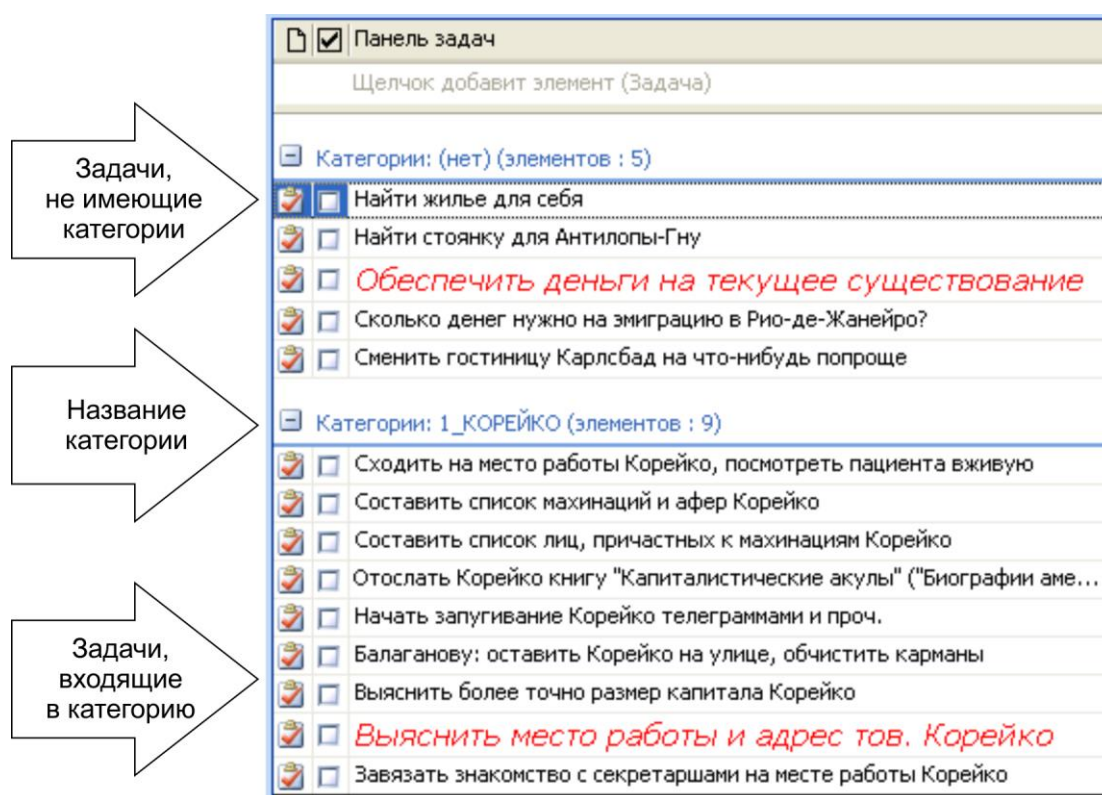 Панель задач
Щелчок добавит элемент (Задача)
Задачи,
не имеющие
категории
Категории: (нет) (элементов : 5)
Найти жилье для себя
Найти стоянку для Антилопы-Гну
Обеспечить деньги на текущее существование
Сколько денег нужно на эмиграцию в Рио-де-Жанейро?
Сменить гостиницу Карлсбад на что-нибудь попроще
Название
категории
Категории: 1_КОРЕЙКО (элементов : 9)
Сходить на место работы Корейко, посмотреть пациента вживую
Составить список махинаций и афер Корейко
Составить список лиц, причастных к махинациям Корейко
Отослать Корейко книгу "Капиталистические акулы" ("Биографии аме...
Начать запугивание Корейко телеграммами и проч.
Задачи,
входящие
в категорию
Балаганову: оставить Корейко на улице, обчистить карманы
Выяснить более точно размер капитала Корейко
Выяснить место работы и адрес тов. Корейко
Завязать знакомство с секретаршами на месте работы Корейко